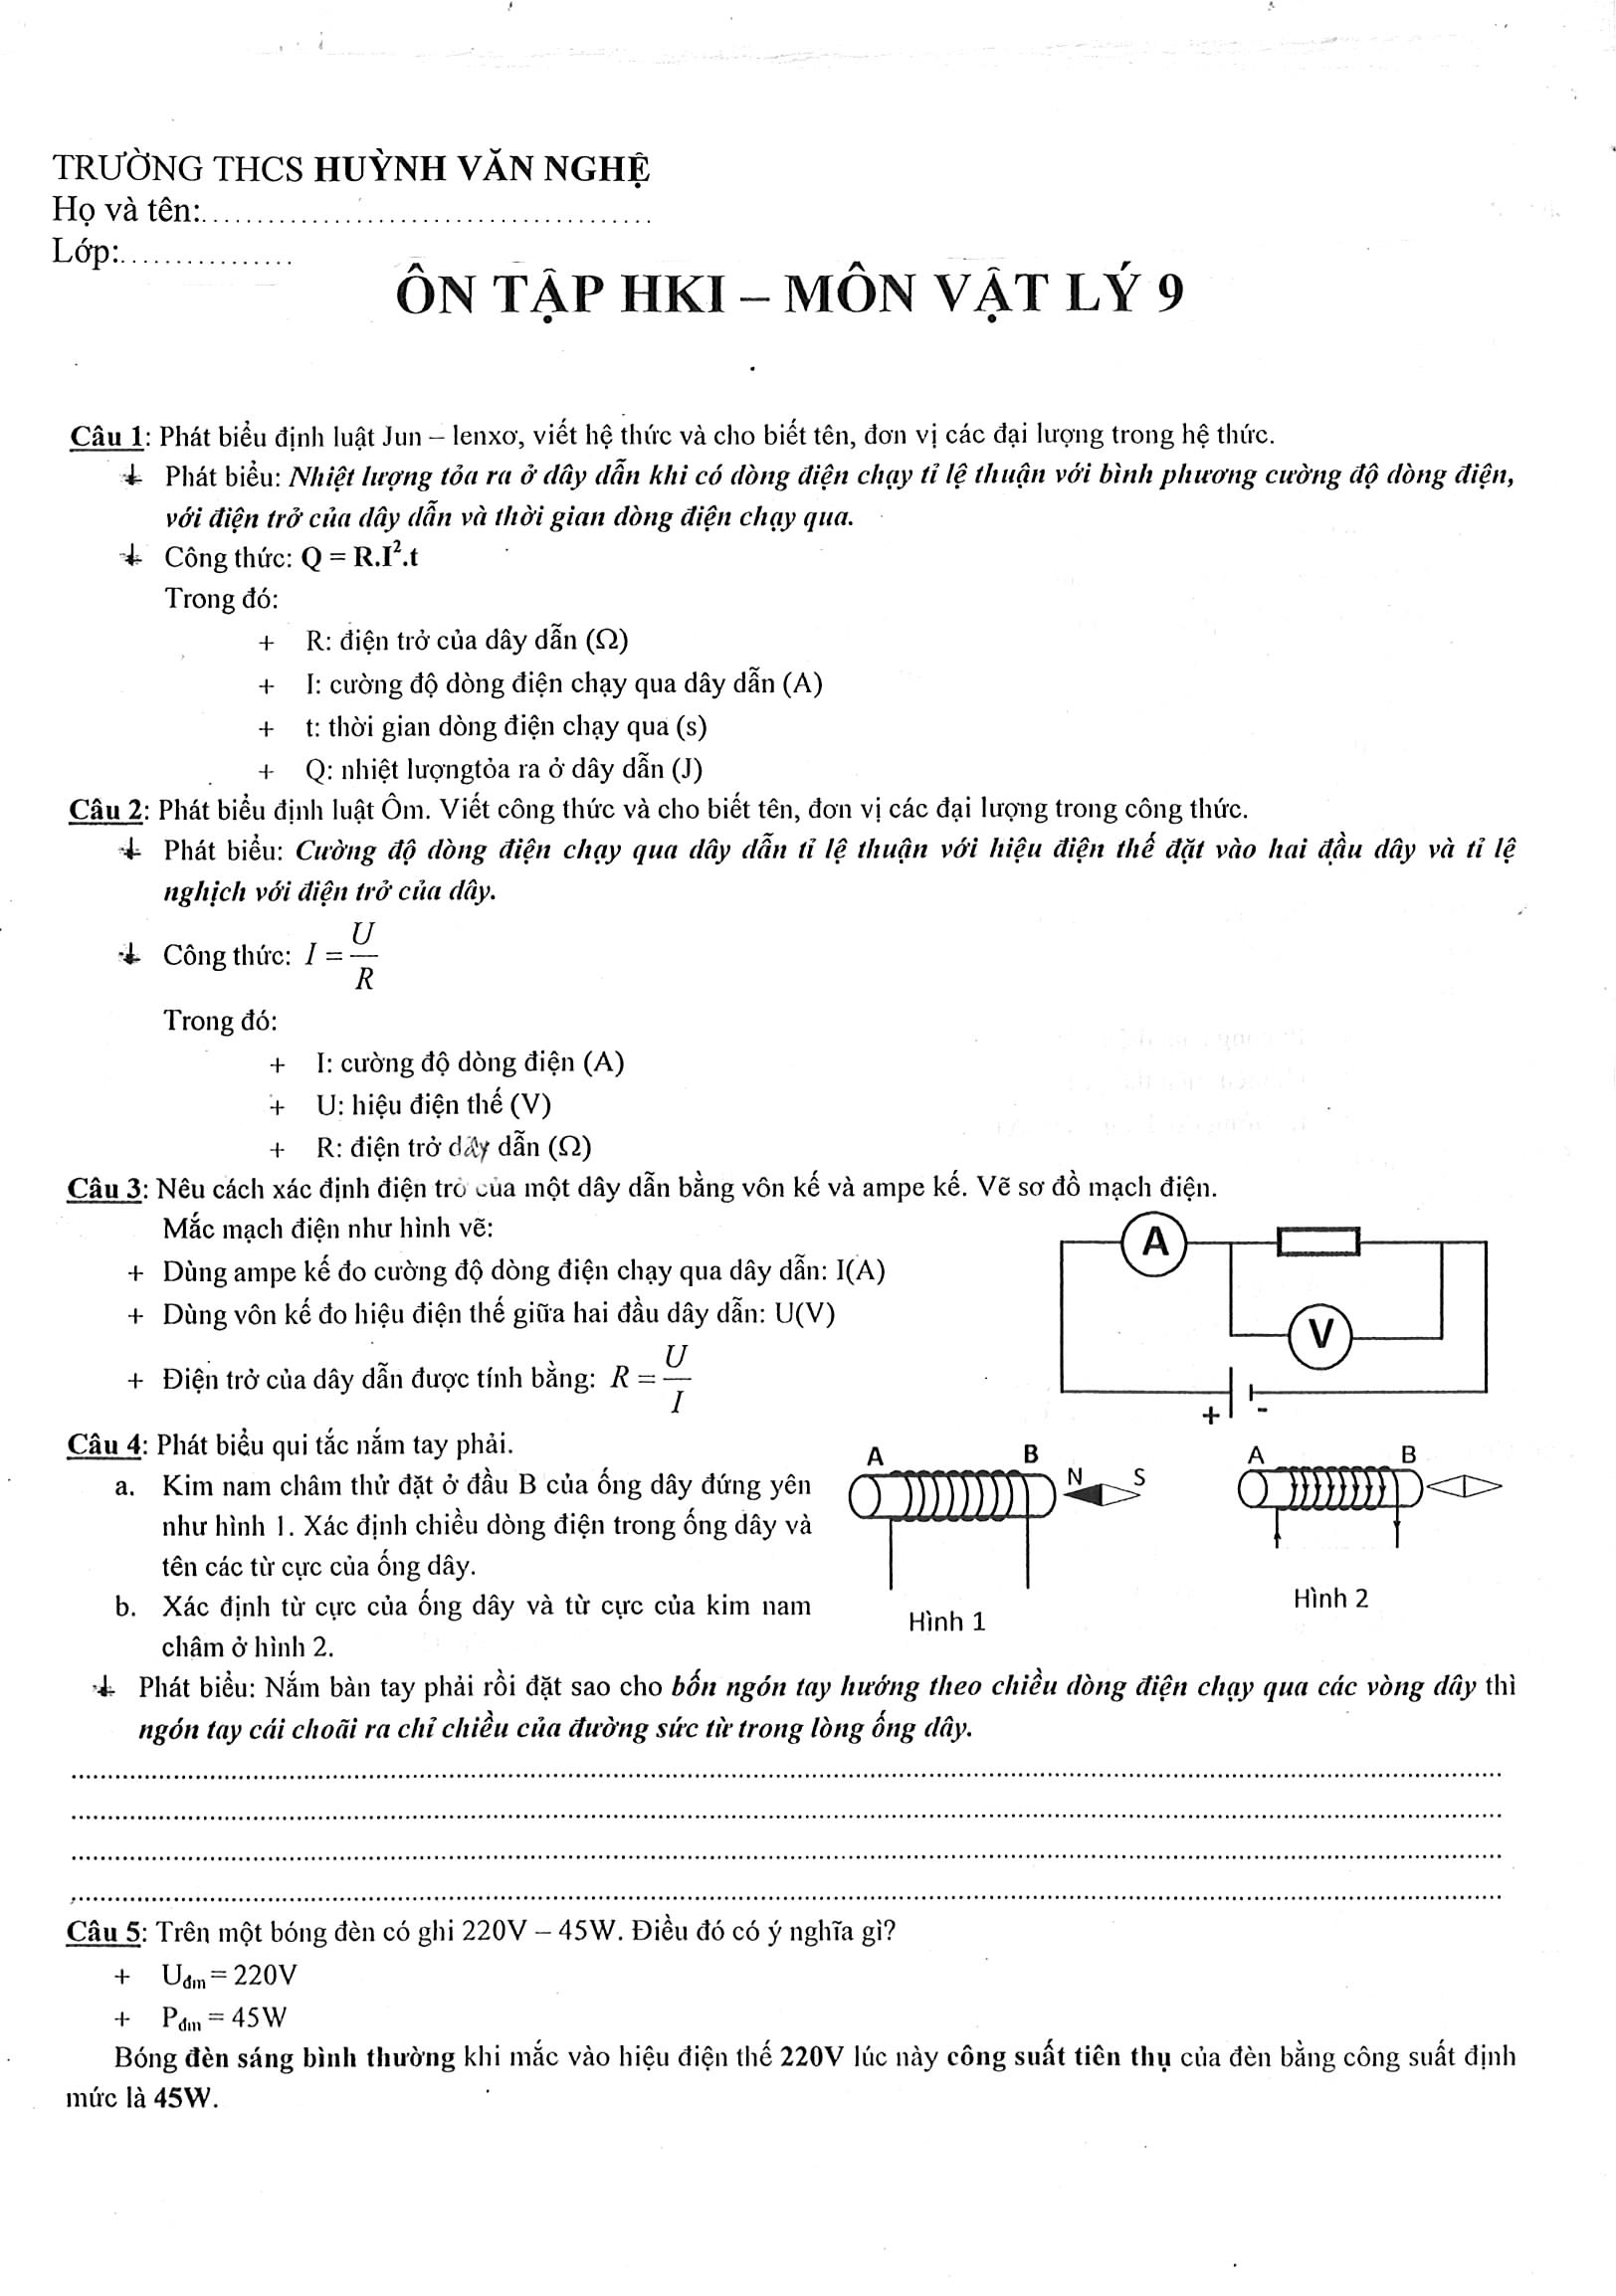 TRƯỜNG THCS HUỲNH VĂN NGHỆ
Họ và tên:.......................................
Lớp:................
ÔN TẬP HKI – MÔN VẬT LÝ 9
Câu 1: Phát biểu định luật Jun – lenxơ, viết hệ thức và cho biết tên, đơn vị các đại lượng trong hệ thức.
Phát biểu: Nhiệt lượng tỏa ra ở dây dẫn khi có dòng điện chạy tỉ lệ thuận với bình phương cường độ dòng điện,
với điện trở của dây dẫn và thời gian dòng điện chạy qua.
Công thức: Q = R.I².t
Trong đó:
+ R: điện trở của dây dẫn (Ω)
+ I: cường độ dòng điện chạy qua dây dẫn (A)
+ t: thời gian dòng điện chạy qua (s)
+ Q: nhiệt lượngtỏa ra ở dây dẫn (J)
Câu 2: Phát biểu định luật Ôm. Viết công thức và cho biết tên, đơn vị các đại lượng trong công thức.
Phát biểu: Cường độ dòng điện chạy qua dây dẫn tỉ lệ thuận với hiệu điện thế đặt vào hai đầu dây và tỉ lệ
nghịch với điện trở của dây.
Công thức: I = U/R
Trong đó:
+ I: cường độ dòng điện (A)
+ U: hiệu điện thế (V)
+ R: điện trở dây dẫn (Ω)
Câu 3: Nêu cách xác định điện trở của một dây dẫn bằng vôn kế và ampe kế. Vẽ sơ đồ mạch điện.
Mắc mạch điện như hình vẽ:
+ Dùng ampe kế đo cường độ dòng điện chạy qua dây dẫn: I(A)
+ Dùng vôn kế đo hiệu điện thế giữa hai đầu dây dẫn: U(V)
+ Điện trở của dây dẫn được tính bằng: R = U/I
A
V
+ -
Câu 4: Phát biểu qui tắc nắm tay phải.
a. Kim nam châm thử đặt ở đầu B của ống dây đứng yên
như hình 1. Xác định chiều dòng điện trong ống dây và
tên các từ cực của ống dây.
b. Xác định từ cực của ống dây và từ cực của kim nam
châm ở hình 2.
A B N S
Hình 1
A B
Hình 2
Phát biểu: Nắm bàn tay phải rồi đặt sao cho bốn ngón tay hướng theo chiều dòng điện chạy qua các vòng dây thì
ngón tay cái choãi ra chỉ chiều của đường sức từ trong lòng ống dây.
Câu 5: Trên một bóng đèn có ghi 220V – 45W. Điều đó có ý nghĩa gì?
+ Uđm = 220V
+ Pđm = 45W
Bóng đèn sáng bình thường khi mắc vào hiệu điện thế 220V lúc này công suất tiên thụ của đèn bằng công suất định
mức là 45W.